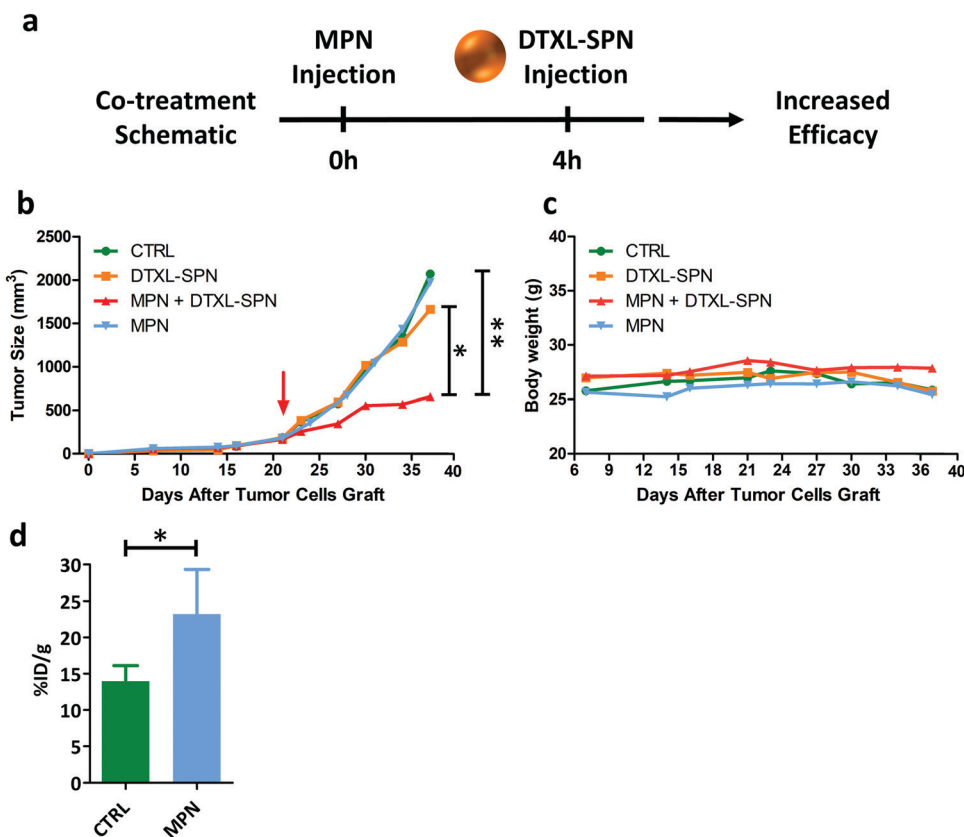 a
MPN
Injection
DTXL-SPN
Injection
Co-treatment
Schematic
Increased
Efficacy
0h
4h
b
Tumor Size (mm³)
2500
2000
1500
1000
500
0
CTRL
DTXL-SPN
MPN + DTXL-SPN
MPN
*
**
0 5 10 15 20 25 30 35 40
Days After Tumor Cells Graft
c
Body weight (g)
40
35
30
25
20
CTRL
DTXL-SPN
MPN + DTXL-SPN
MPN
6 9 12 14 16 18 21 23 27 30 33 36 40
Days After Tumor Cells Graft
d
*
%ID/g
30
25
20
15
10
5
0
CTRL
MPN